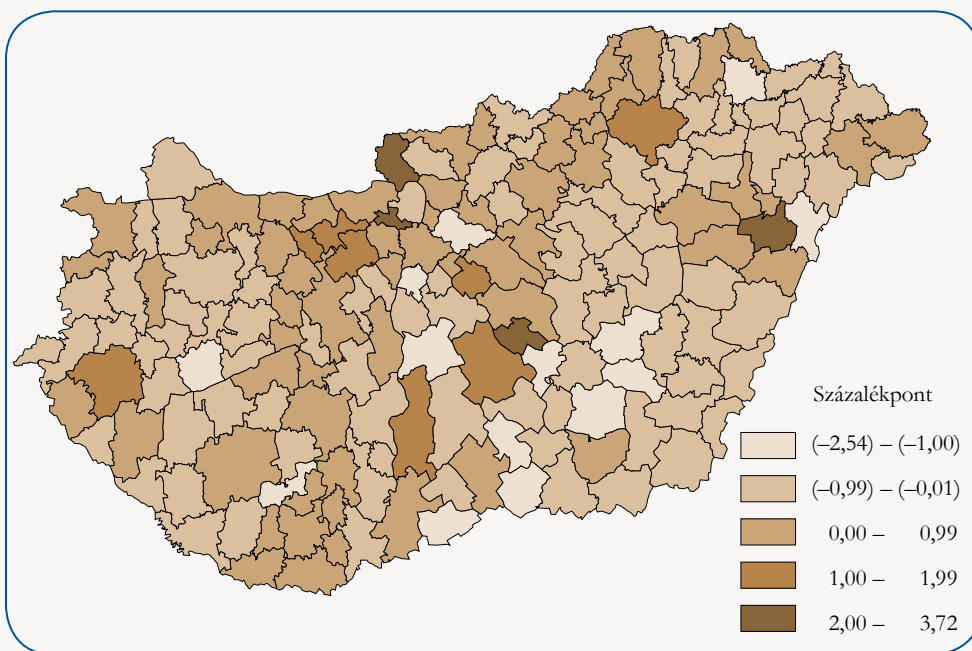 Százalékpont
(–2,54) – (–1,00)
(–0,99) – (–0,01)
0,00 – 0,99
1,00 – 1,99
2,00 – 3,72